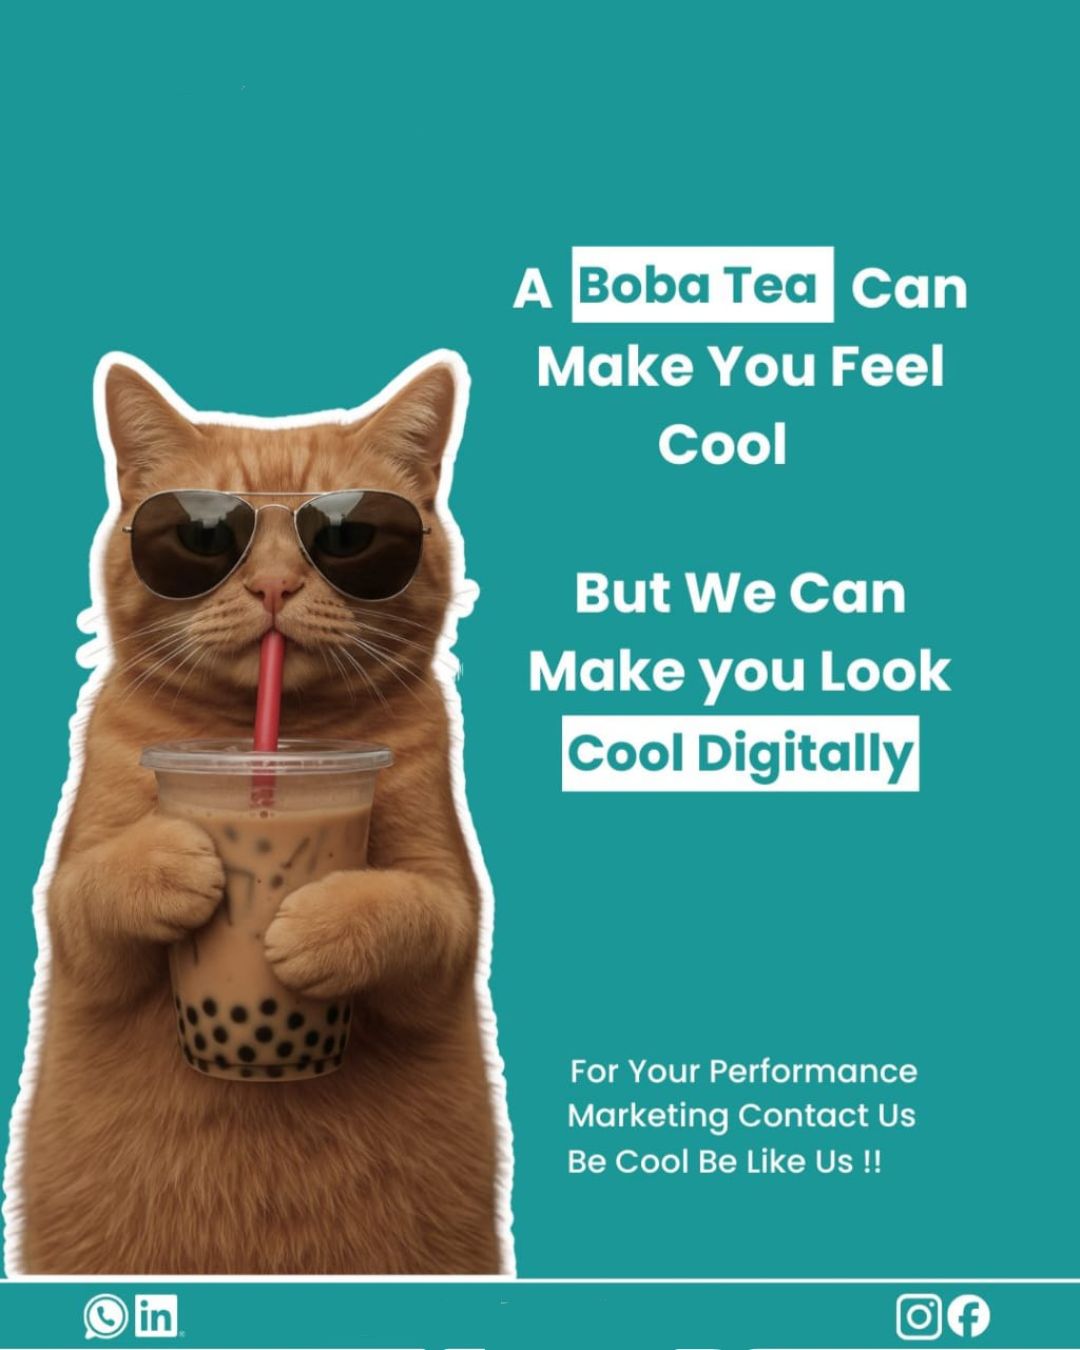 A Boba Tea Can
Make You Feel
Cool
But We Can
Make you Look
Cool Digitally
For Your Performance
Marketing Contact Us
Be Cool Be Like Us !!
in